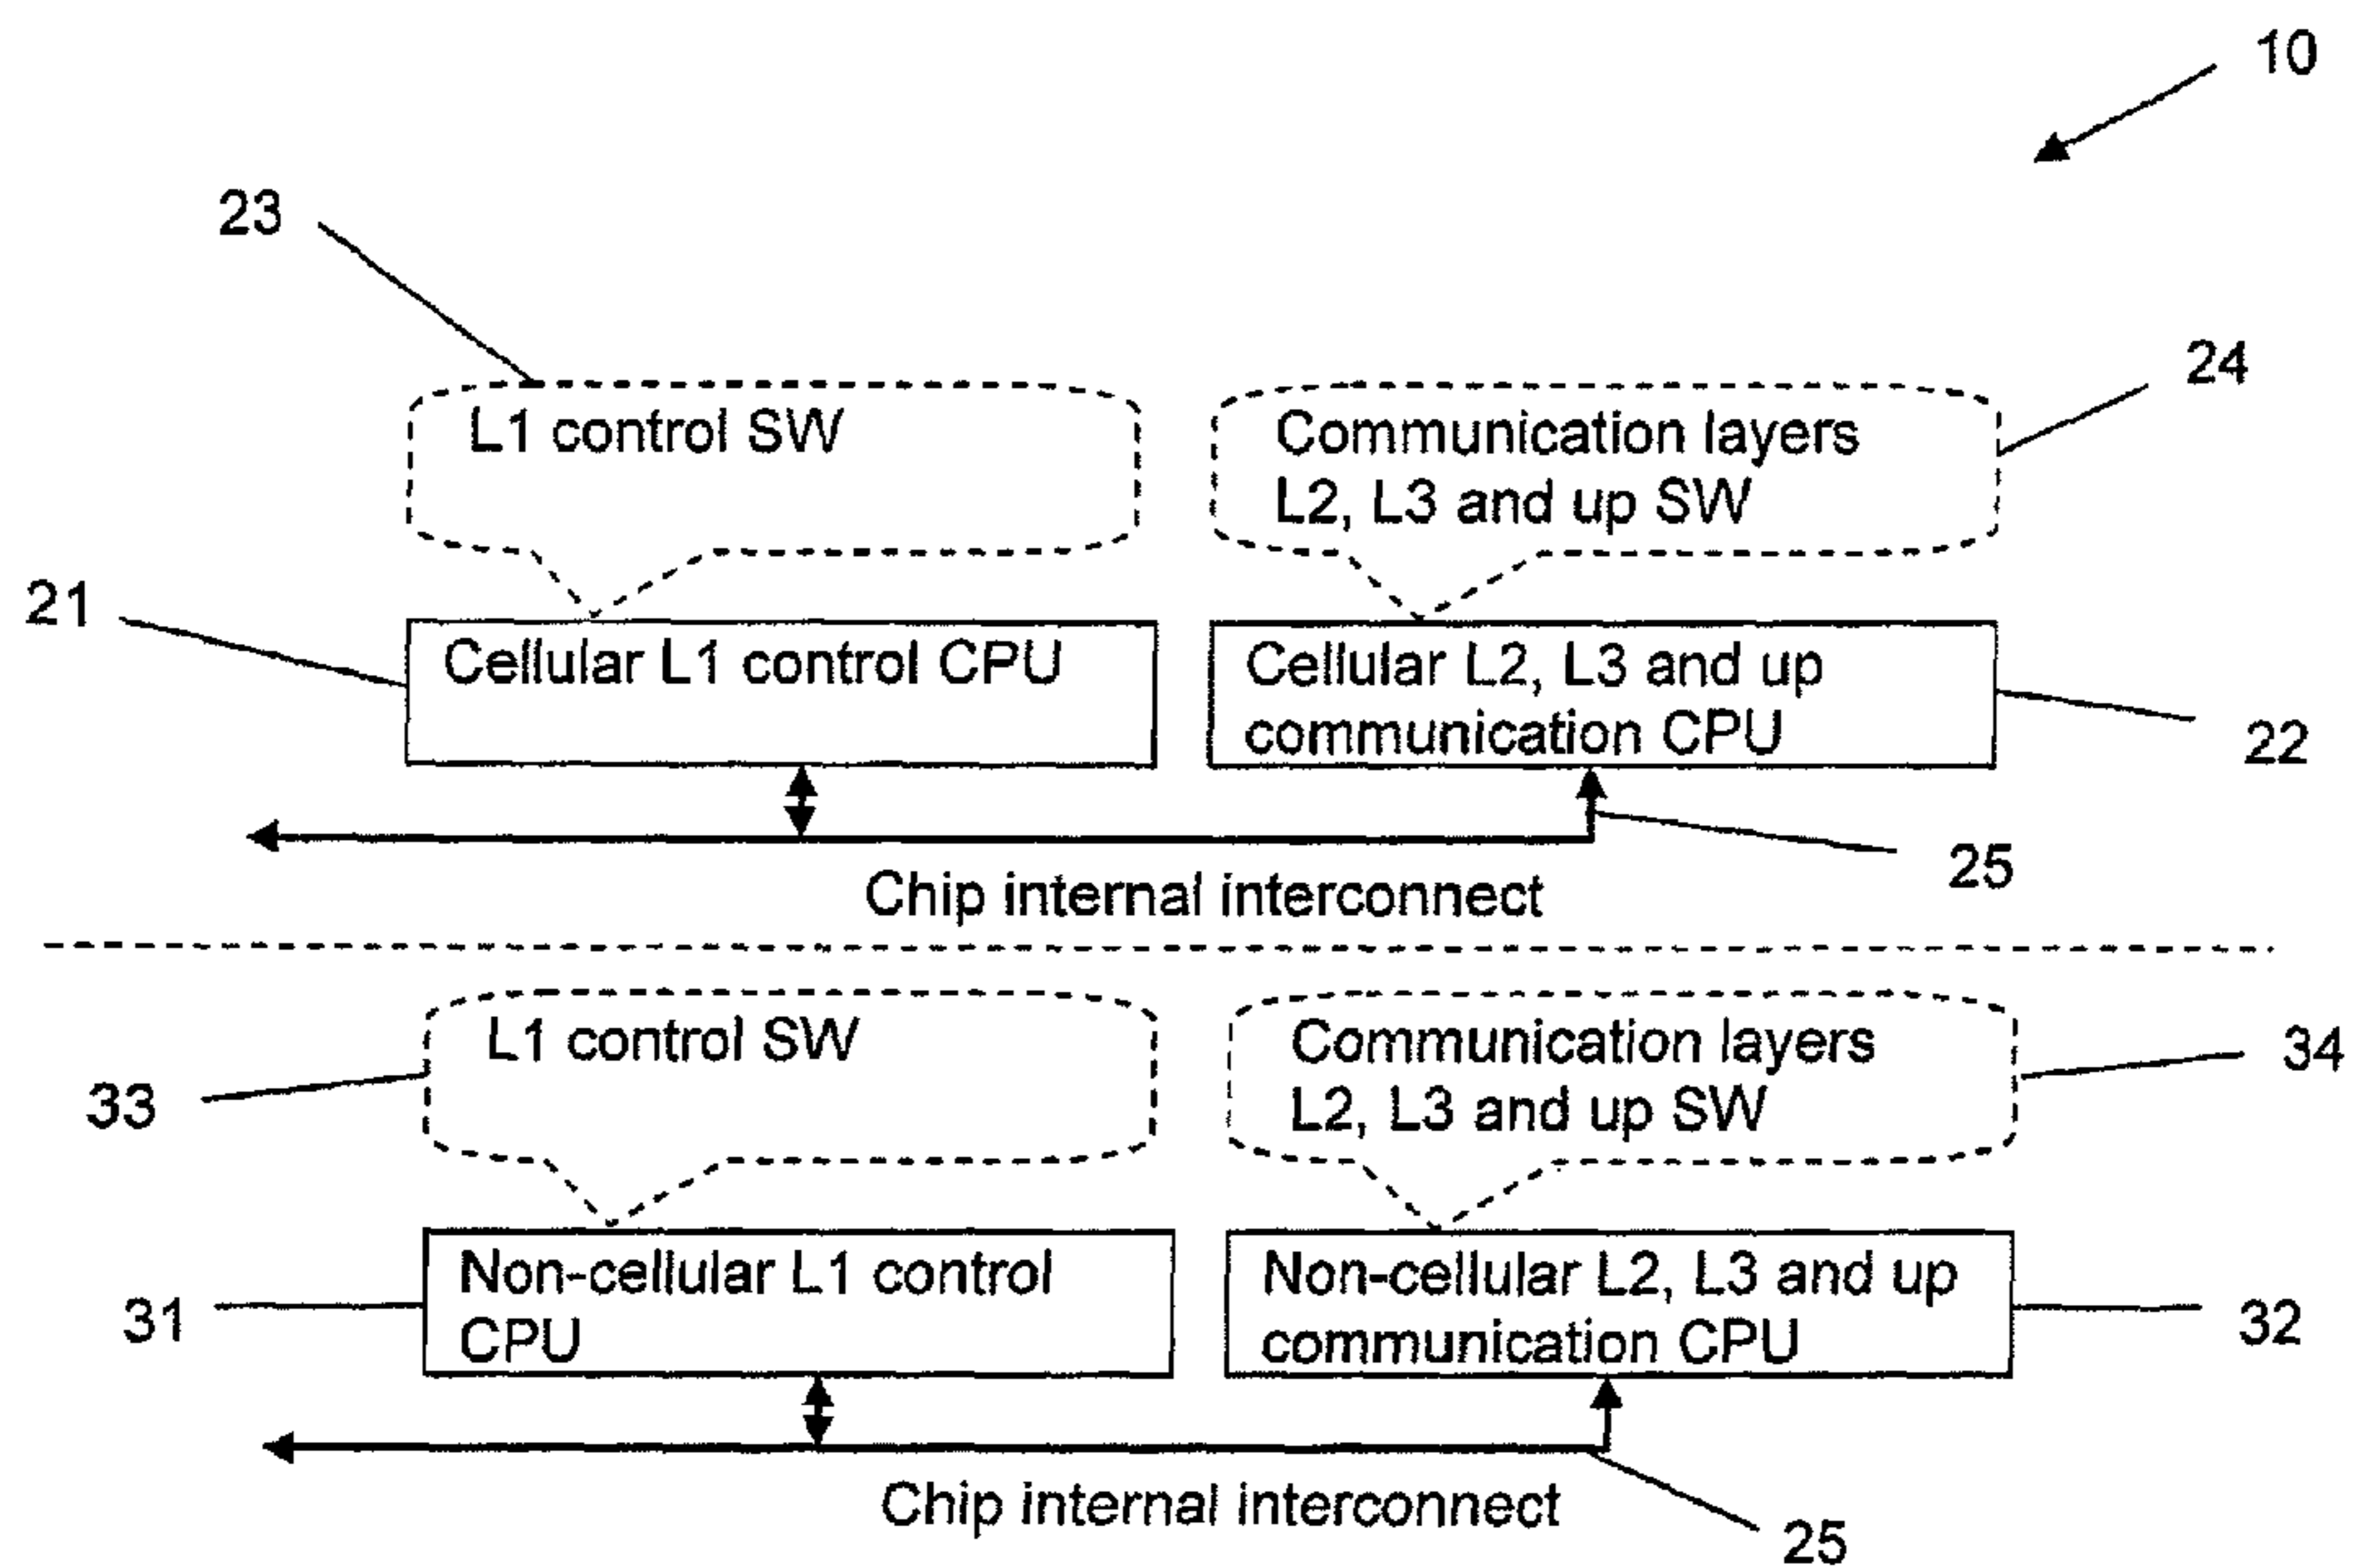 10
23
24
L1 control SW
Communication layers
L2, L3 and up SW
21
Cellular L1 control CPU
Cellular L2, L3 and up
communication CPU
22
25
Chip internal interconnect
L1 control SW
Communication layers
L2, L3 and up SW
34
33
Non-cellular L1 control
CPU
Non-cellular L2, L3 and up
communication CPU
31
32
Chip internal interconnect
25